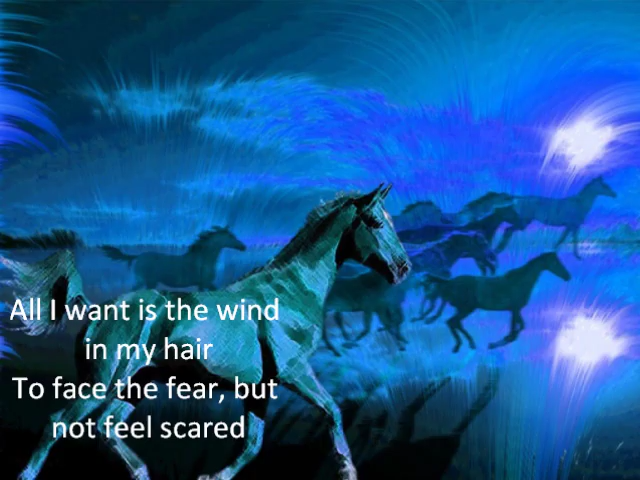 All I want is the wind
in my hair
To face the fear, but
not feel scared